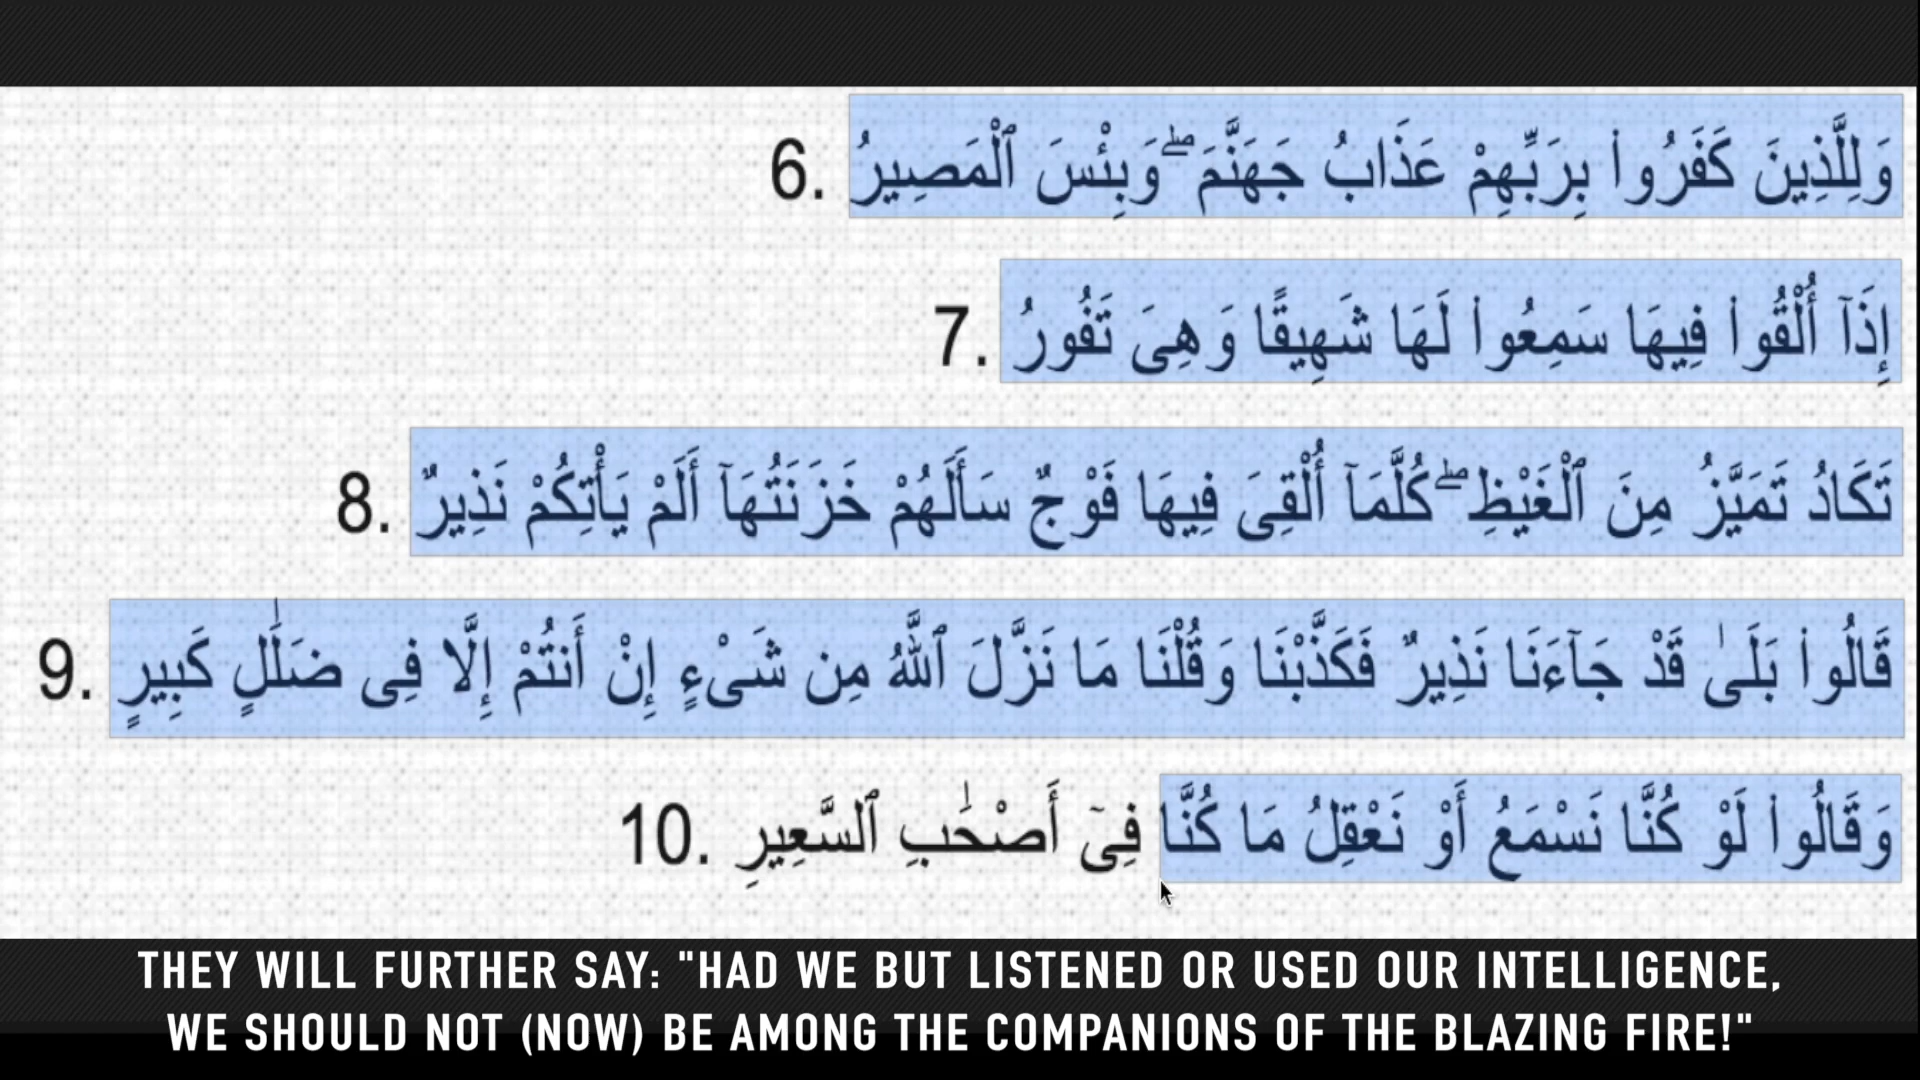 وَلِلَّذِينَ كَفَرُوا۟ بِرَبِّهِمْ عَذَابُ جَهَنَّمَ ۖ وَبِئْسَ ٱلْمَصِيرُ .6
إِذَآ أُلْقُوا۟ فِيهَا سَمِعُوا۟ لَهَا شَهِيقًا وَهِىَ تَفُورُ .7
تَكَادُ تَمَيَّزُ مِنَ ٱلْغَيْظِ ۖ كُلَّمَآ أُلْقِىَ فِيهَا فَوْجٌ سَأَلَهُمْ خَزَنَتُهَآ أَلَمْ يَأْتِكُمْ نَذِيرٌ .8
قَالُوا۟ بَلَىٰ قَدْ جَآءَنَا نَذِيرٌ فَكَذَّبْنَا وَقُلْنَا مَا نَزَّلَ ٱللَّهُ مِن شَىْءٍ إِنْ أَنتُمْ إِلَّا فِى ضَلَٰلٍ كَبِيرٍ .9
وَقَالُوا۟ لَوْ كُنَّا نَسْمَعُ أَوْ نَعْقِلُ مَا كُنَّا فِىٓ أَصْحَٰبِ ٱلسَّعِيرِ .10
THEY WILL FURTHER SAY: "HAD WE BUT LISTENED OR USED OUR INTELLIGENCE,
WE SHOULD NOT (NOW) BE AMONG THE COMPANIONS OF THE BLAZING FIRE!"